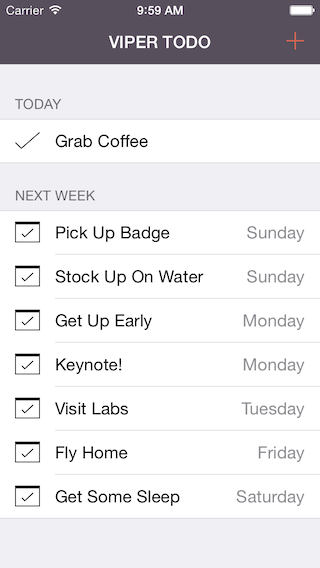 Carrier 9:59 AM
VIPER TODO +
TODAY
Grab Coffee
NEXT WEEK
Pick Up Badge Sunday
Stock Up On Water Sunday
Get Up Early Monday
Keynote! Monday
Visit Labs Tuesday
Fly Home Friday
Get Some Sleep Saturday